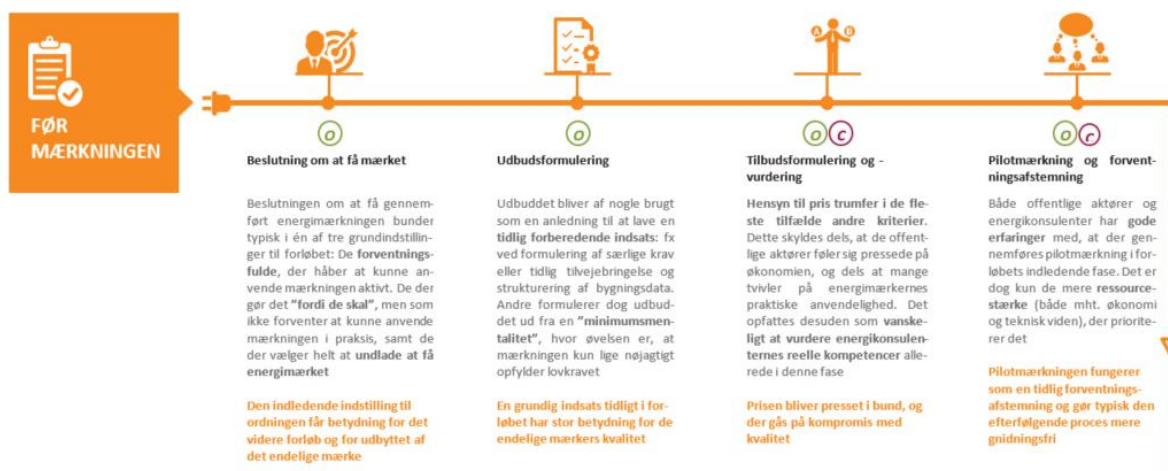 FØR
MÆRKNINGEN
o
Beslutning om at få mærket
Beslutningen om at få gennem-
ført energimærkningen bunder
typisk i én af tre grundindstillin-
ger til forløbet: De forventnings-
fulde, der håber at kunne an-
vende mærkningen aktivt. De der
gør det ”fordi de skal”, men som
ikke forventer at kunne anvende
mærkningen i praksis, samt de
der vælger helt at undlade at få
energimærket
Den indledende indstilling til
ordningen får betydning for det
videre forløb og for udbyttet af
det endelige mærke
o
Udbudsformulering
Udbuddet bliver af nogle brugt
som en anledning til at lave en
tidlig forberedende indsats: fx
ved formulering af særlige krav
eller tidlig tilvejebringelse og
strukturering af bygningsdata.
Andre formulerer dog udbud-
det ud fra en ”minimumsmen-
talitet”, hvor øvelsen er, at
mærkningen kun lige nøjagtigt
opfylder lovkravet
En grundig indsats tidligt i for-
løbet har stor betydning for de
endelige mærkers kvalitet
A B
o c
Tilbudsformulering og -
vurdering
Hensyn til pris trumfer i de fle-
ste tilfælde andre kriterier.
Dette skyldes dels, at de offent-
lige aktører føler sig pressede på
økonomien, og dels at mange
tvivler på energimærkernes
praktiske anvendelighed. Det
opfattes desuden som vanske-
ligt at vurdere energikonsulen-
ternes reelle kompetencer alle-
rede i denne fase
Prisen bliver presset i bund, og
der gås på kompromis med
kvalitet
o c
Pilotmærkning og forvent-
ningsafstemning
Både offentlige aktører og
energikonsulenter har gode
erfaringer med, at der gen-
nemføres pilotmærkning i for-
løbets indledende fase. Det er
dog kun de mere ressource-
stærke (både mht. økonomi
og teknisk viden), der priorite-
rer det
Pilotmærkningen fungerer
som en tidlig forventnings-
afstemning og gør typisk den
efterfølgende proces mere
gnidningsfri